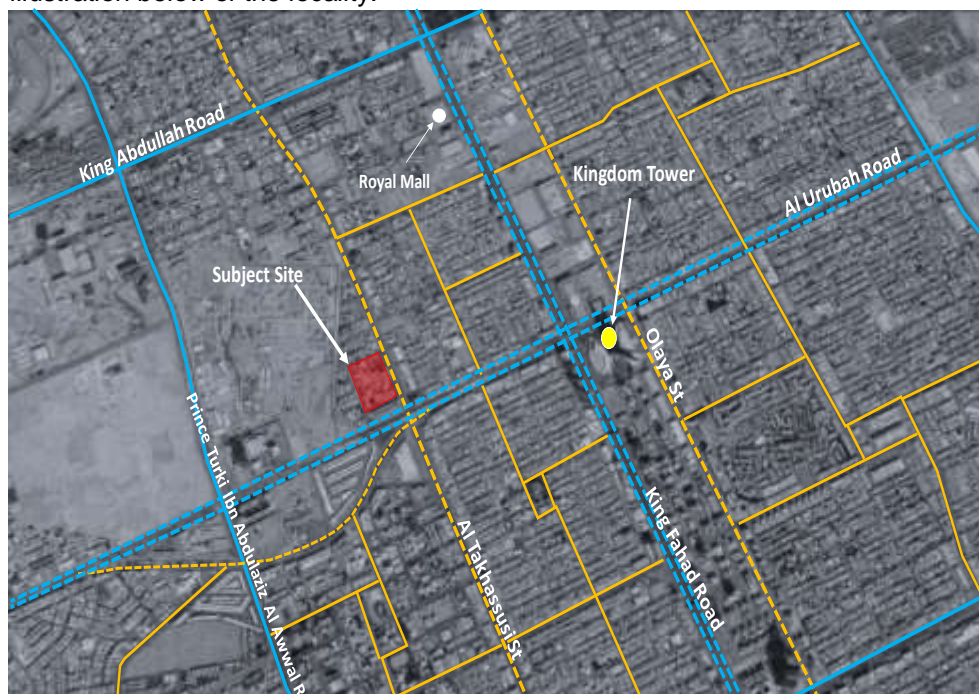 illustration below of the locality.
King Abdullah Road
Royal Mall
Kingdom Tower
Al Urubah Road
Subject Site
Olaya St
Prince Turki Ibn Abdulaziz Al Awwal R
Al Takhassusi St
King Fahad Road